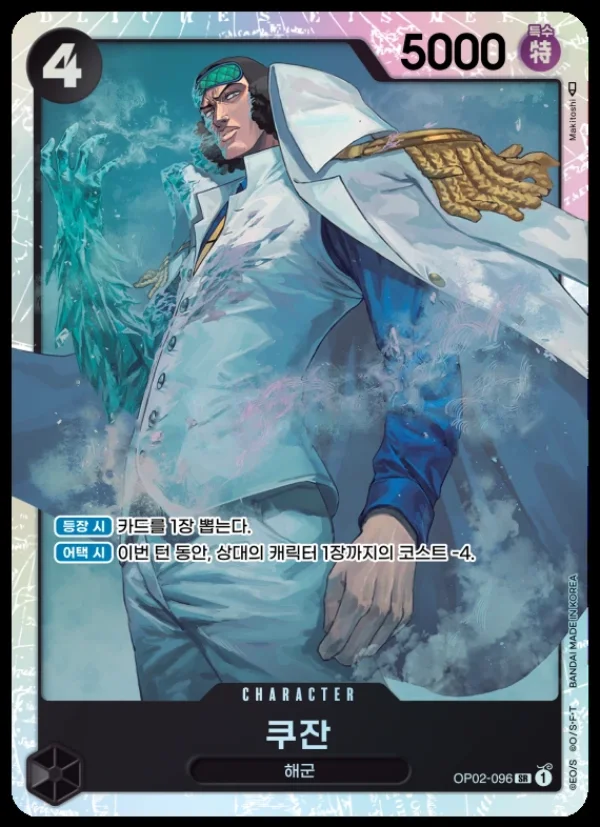 4
5000
특수
特
Makitoshi
등장 시 카드를 1장 뽑는다.
어택 시 이번 턴 동안, 상대의 캐릭터 1장까지의 코스트 -4.
CHARACTER
쿠잔
해군
OP02-096 SR 1
©E.O/S. ©O/S・F・T BANDAI MADE IN KOREA